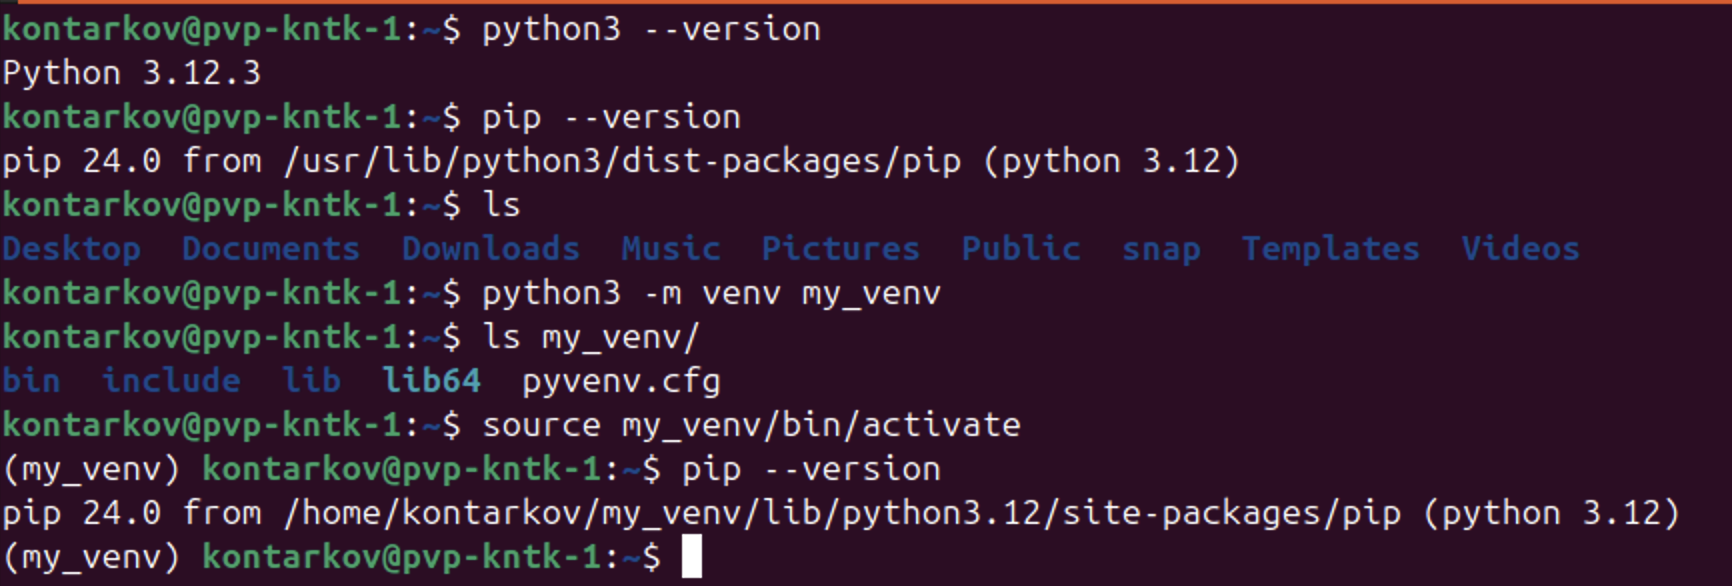 kontarkov@pvp-kntk-1:~$ python3 --version
Python 3.12.3
kontarkov@pvp-kntk-1:~$ pip --version
pip 24.0 from /usr/lib/python3/dist-packages/pip (python 3.12)
kontarkov@pvp-kntk-1:~$ ls
Desktop  Documents  Downloads  Music  Pictures  Public  snap  Templates  Videos
kontarkov@pvp-kntk-1:~$ python3 -m venv my_venv
kontarkov@pvp-kntk-1:~$ ls my_venv/
bin  include  lib  lib64  pyvenv.cfg
kontarkov@pvp-kntk-1:~$ source my_venv/bin/activate
(my_venv) kontarkov@pvp-kntk-1:~$ pip --version
pip 24.0 from /home/kontarkov/my_venv/lib/python3.12/site-packages/pip (python 3.12)
(my_venv) kontarkov@pvp-kntk-1:~$